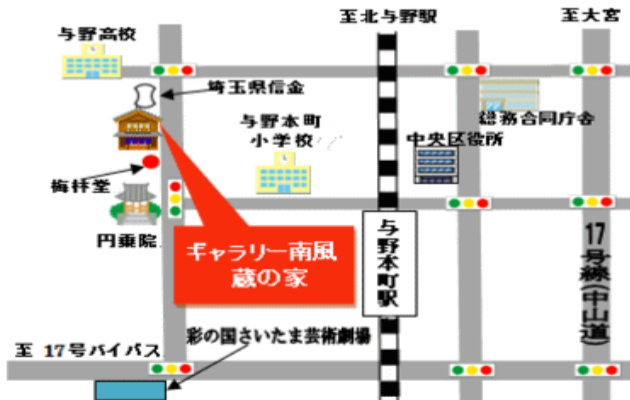 至北与野駅
至大宮
与野高校
埼玉県信金
与野本町
小学校
総務合同庁舎
中央区役所
梅林堂
円乗院
ギャラリー南風
蔵の家
与野本町駅
17号線(中山道)
彩の国さいたま芸術劇場
至 17号バイパス